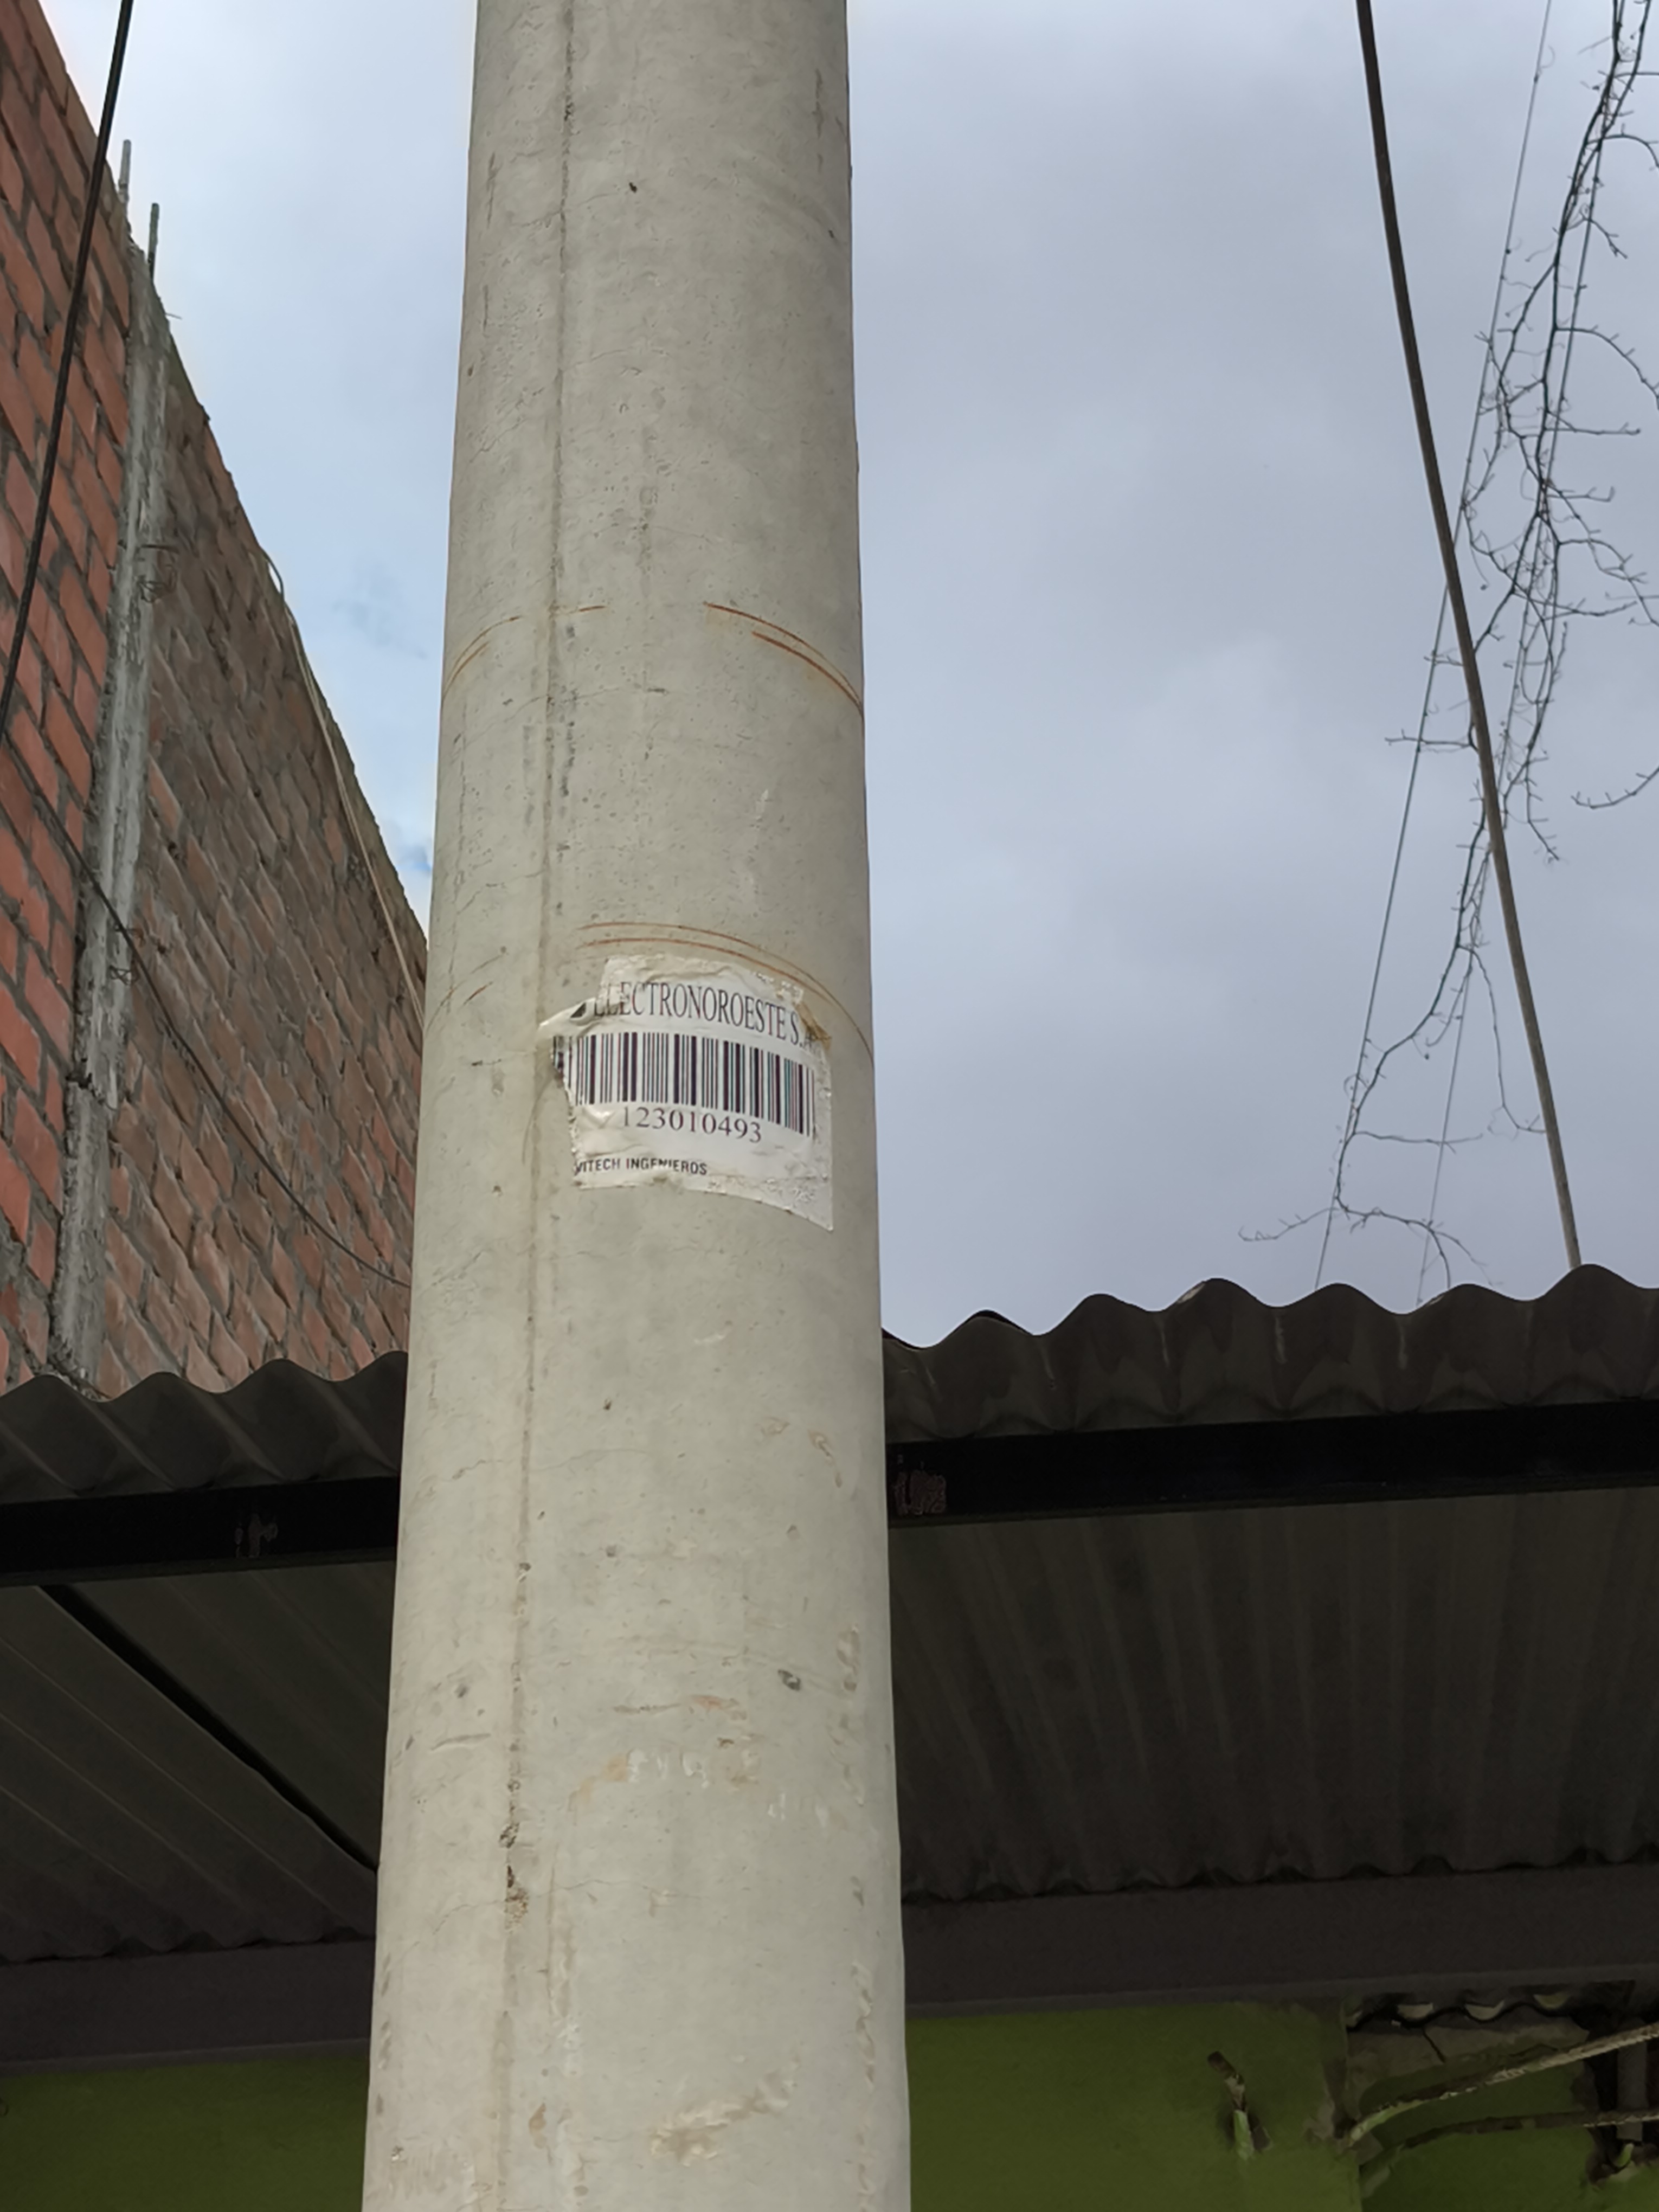 ELECTRONOROESTE S.A.
123010493
VITECH INGENIEROS